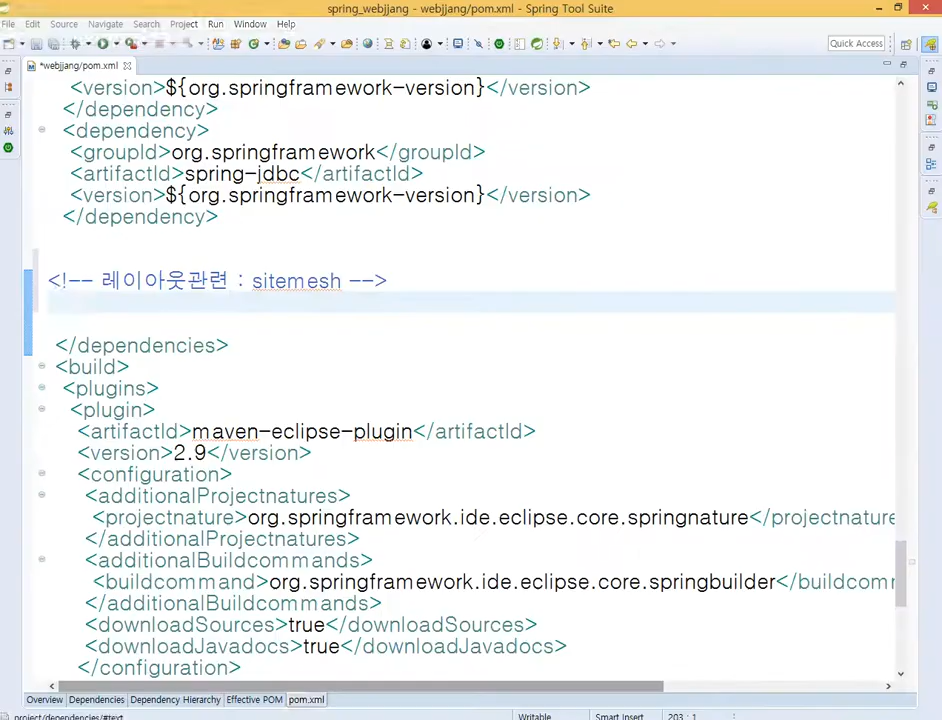 spring_webjjang - webjjang/pom.xml - Spring Tool Suite
File Edit Source Navigate Search Project Run Window Help
Quick Access
*webjjang/pom.xml
<version>${org.springframework-version}</version>
</dependency>
<dependency>
<groupId>org.springframework</groupId>
<artifactId>spring-jdbc</artifactId>
<version>${org.springframework-version}</version>
</dependency>
<!-- 레이아웃관련 : sitemesh -->
</dependencies>
<build>
<plugins>
<plugin>
<artifactId>maven-eclipse-plugin</artifactId>
<version>2.9</version>
<configuration>
<additionalProjectnatures>
<projectnature>org.springframework.ide.eclipse.core.springnature</projectnature
</additionalProjectnatures>
<additionalBuildcommands>
<buildcommand>org.springframework.ide.eclipse.core.springbuilder</buildcomm
</additionalBuildcommands>
<downloadSources>true</downloadSources>
<downloadJavadocs>true</downloadJavadocs>
</configuration>
Overview Dependencies Dependency Hierarchy Effective POM pom.xml
project/dependencies/#text Writable Smart Insert 203 : 1